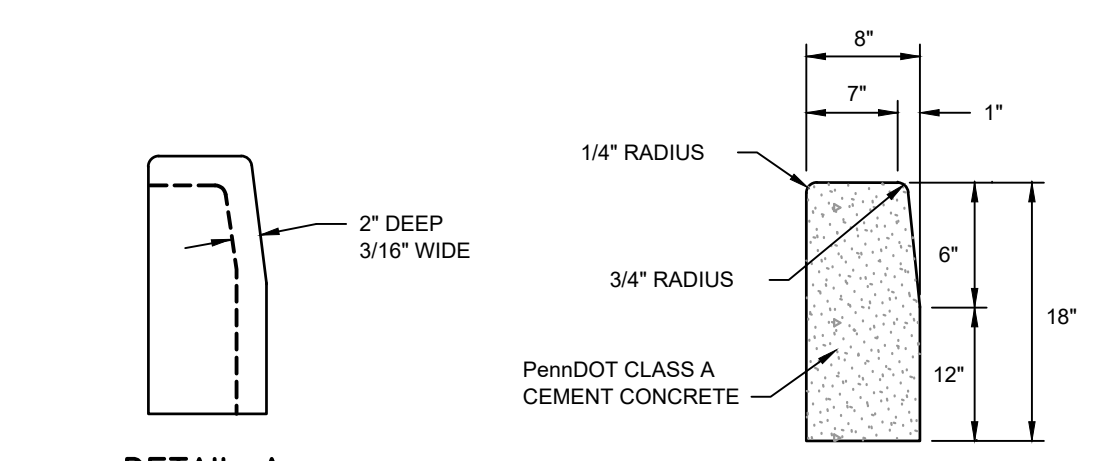 8"
7"
1"
1/4" RADIUS
2" DEEP
3/16" WIDE
6"
3/4" RADIUS
18"
PennDOT CLASS A
CEMENT CONCRETE
12"
DETAIL A